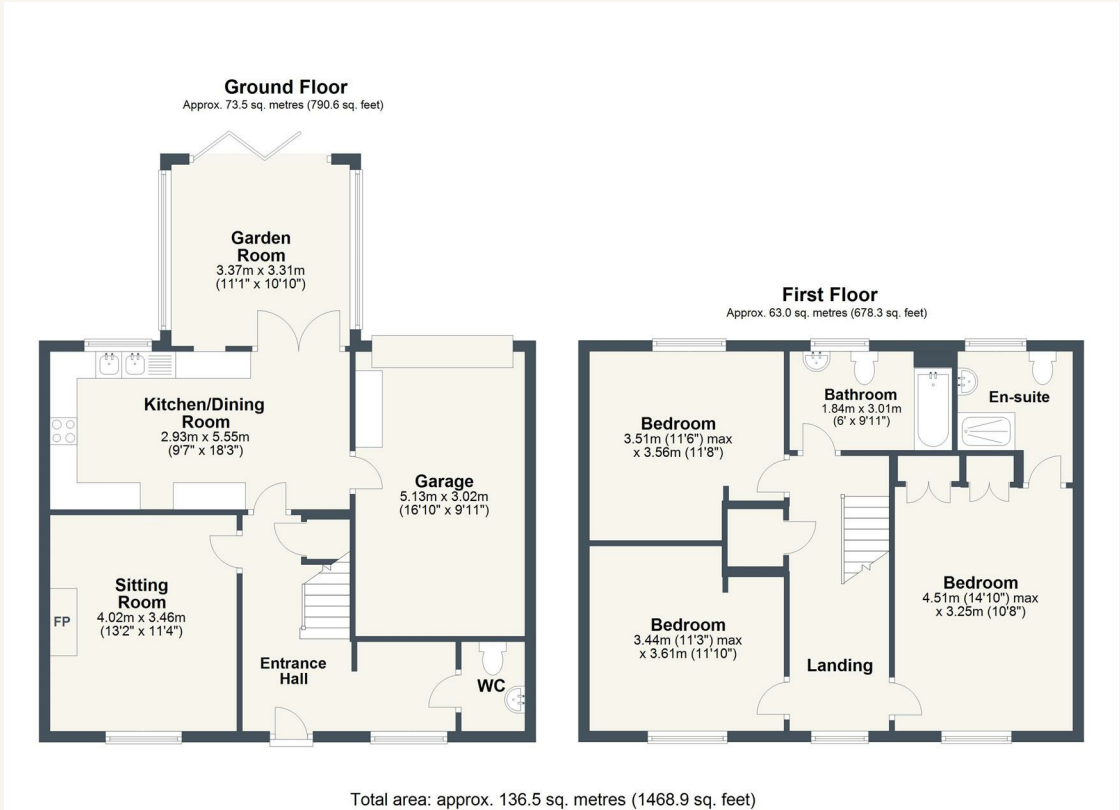 Ground Floor
Approx. 73.5 sq. metres (790.6 sq. feet)
Garden
Room
3.37m x 3.31m
(11'1" x 10'10")
Kitchen/Dining
Room
2.93m x 5.55m
(9'7" x 18'3")
Garage
5.13m x 3.02m
(16'10" x 9'11")
Sitting
Room
4.02m x 3.46m
(13'2" x 11'4")
FP
Entrance
Hall
WC
First Floor
Approx. 63.0 sq. metres (678.3 sq. feet)
Bedroom
3.51m (11'6") max
x 3.56m (11'8")
Bathroom
1.84m x 3.01m
(6' x 9'11")
En-suite
Bedroom
3.44m (11'3") max
x 3.61m (11'10")
Landing
Bedroom
4.51m (14'10") max
x 3.25m (10'8")
Total area: approx. 136.5 sq. metres (1468.9 sq. feet)